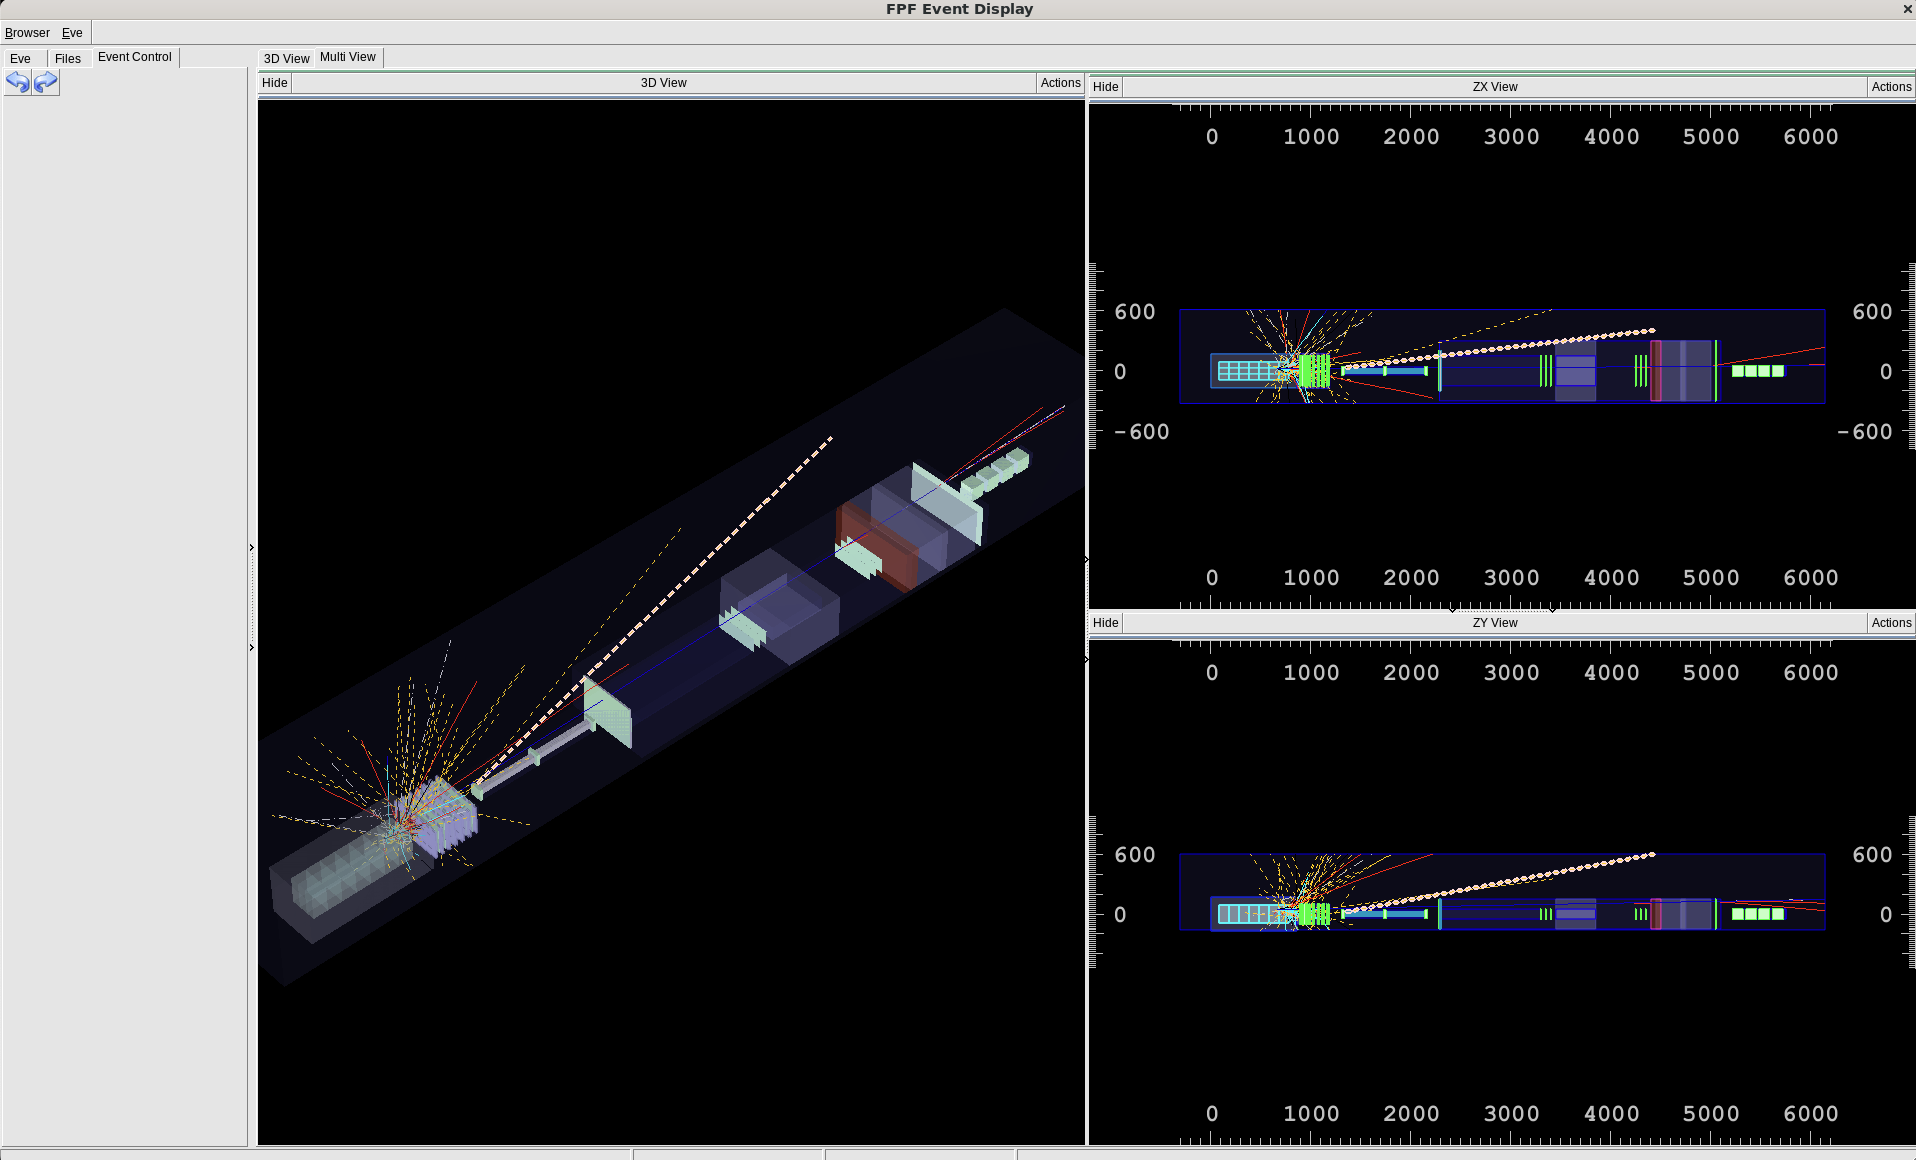 FPF Event Display
Browser Eve
Eve Files Event Control
3D View Multi View
Hide 3D View Actions
Hide ZX View Actions
0 1000 2000 3000 4000 5000 6000
600 600
0 0
-600 -600
0 1000 2000 3000 4000 5000 6000
Hide ZY View Actions
0 1000 2000 3000 4000 5000 6000
600 600
0 0
0 1000 2000 3000 4000 5000 6000